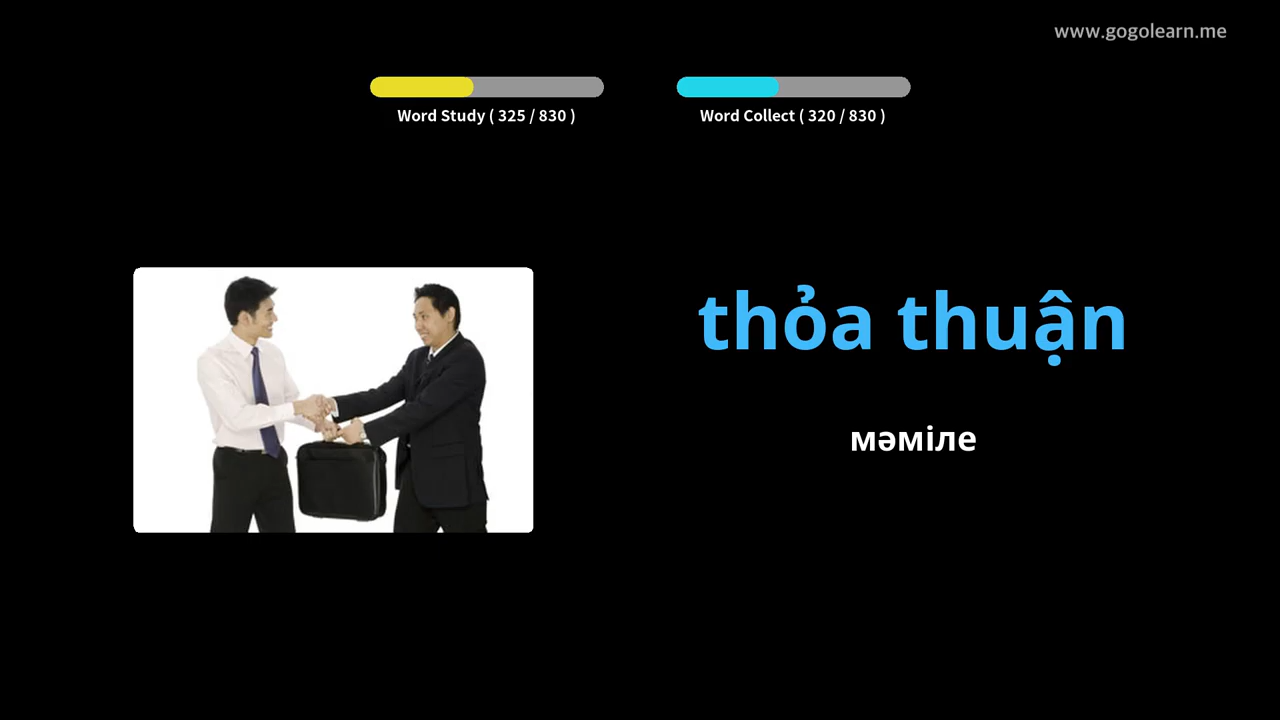 www.gogolearn.me
Word Study ( 325 / 830 )
Word Collect ( 320 / 830 )
thỏa thuận
мәміле